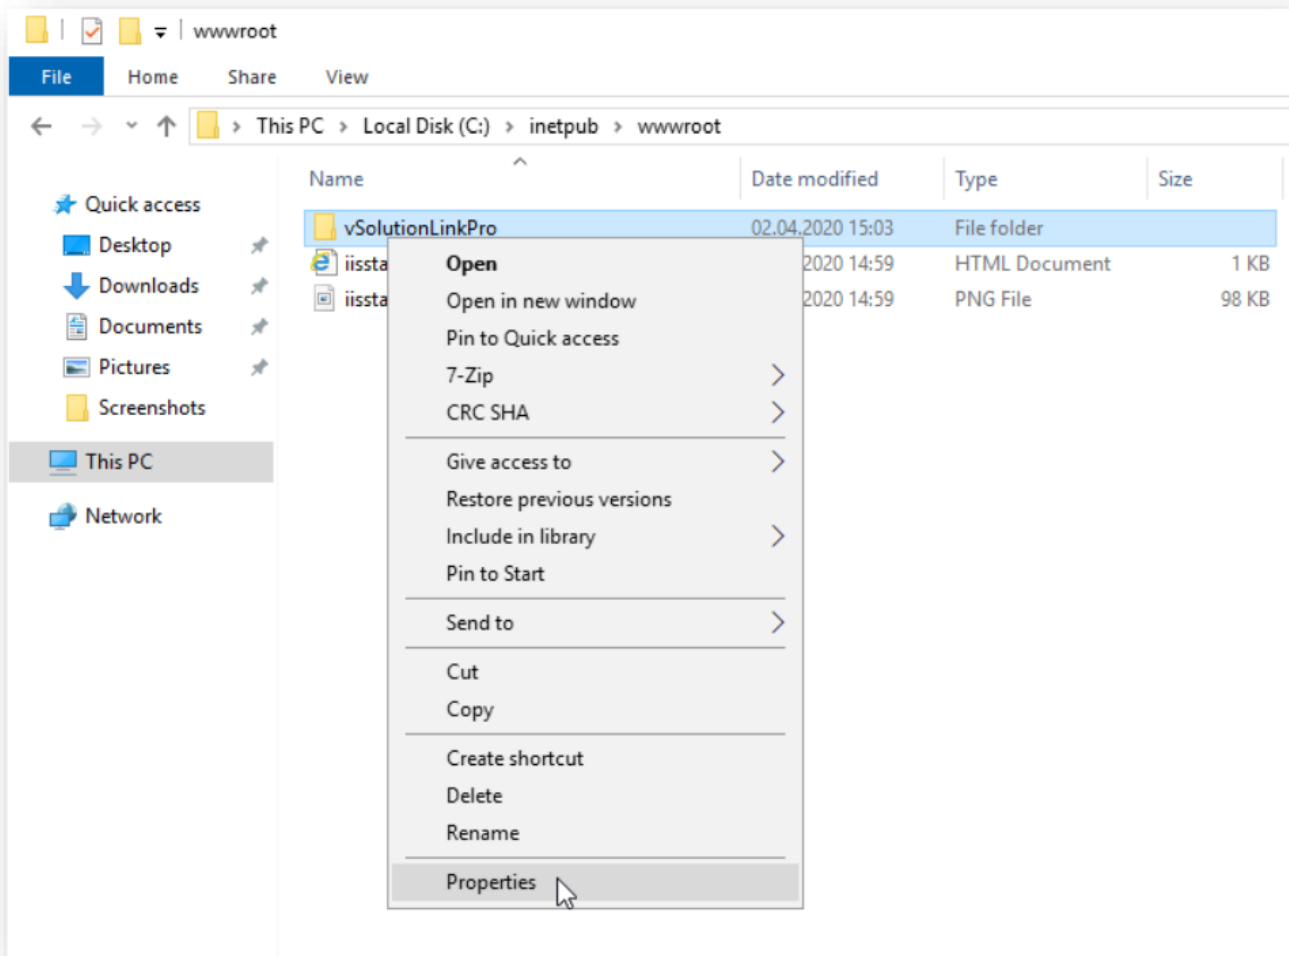 wwwroot
File Home Share View
This PC Local Disk (C:) inetpub wwwroot
Name Date modified Type Size
Quick access
Desktop
Downloads
Documents
Pictures
Screenshots
This PC
Network
vSolutionLinkPro 02.04.2020 15:03 File folder
iissta 2020 14:59 HTML Document 1 KB
iissta 2020 14:59 PNG File 98 KB
Open
Open in new window
Pin to Quick access
7-Zip
CRC SHA
Give access to
Restore previous versions
Include in library
Pin to Start
Send to
Cut
Copy
Create shortcut
Delete
Rename
Properties